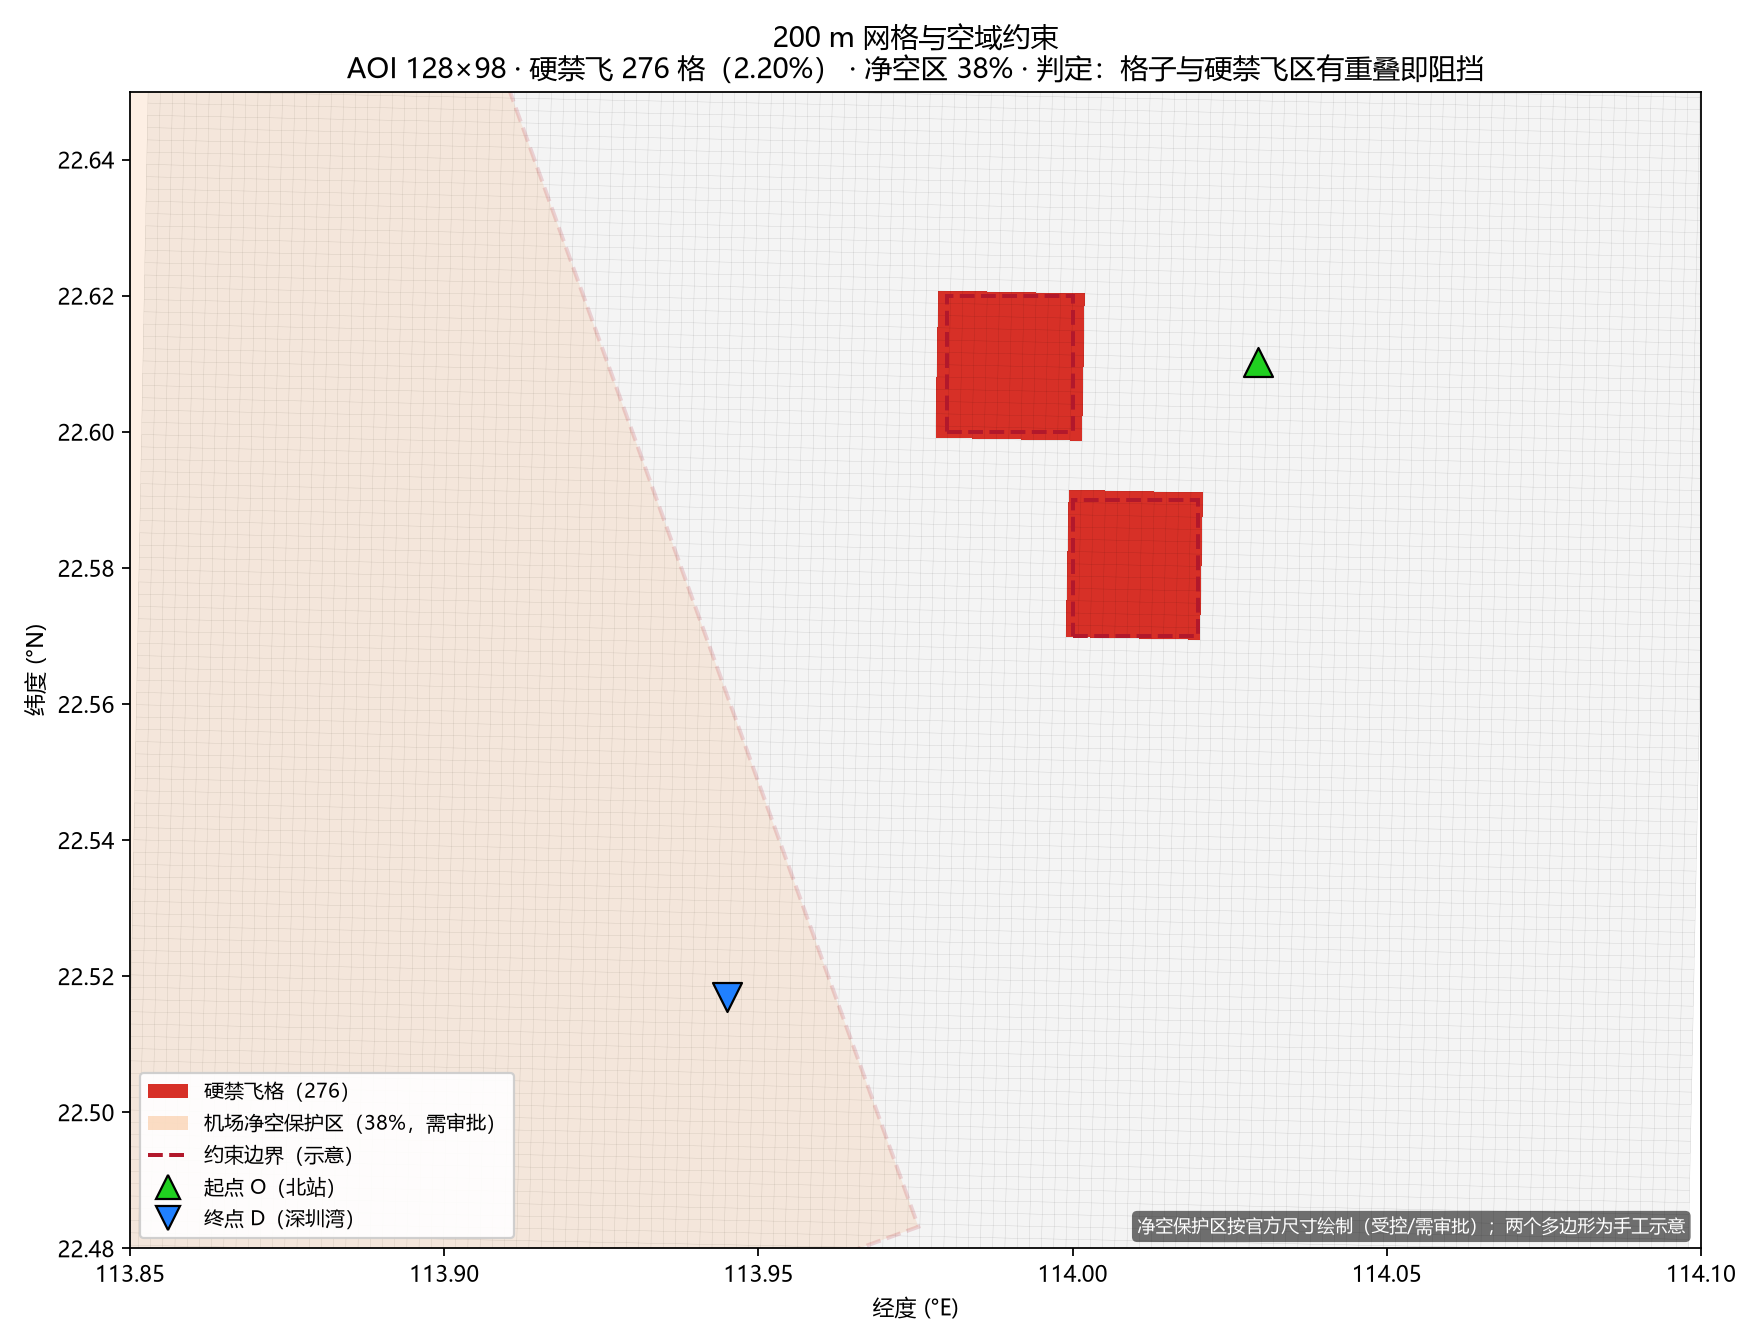 200 m 网格与空域约束
AOI 128×98 · 硬禁飞 276 格（2.20%） · 净空区 38% · 判定：格子与硬禁飞区有重叠即阻挡
22.64
22.62
22.60
22.58
22.56
22.54
22.52
22.50
22.48
纬度 (°N)
硬禁飞格（276）
机场净空保护区（38%，需审批）
约束边界（示意）
起点 O（北站）
终点 D（深圳湾）
净空保护区按官方尺寸绘制（受控/需审批）；两个多边形为手工示意
113.85
113.90
113.95
114.00
114.05
114.10
经度 (°E)